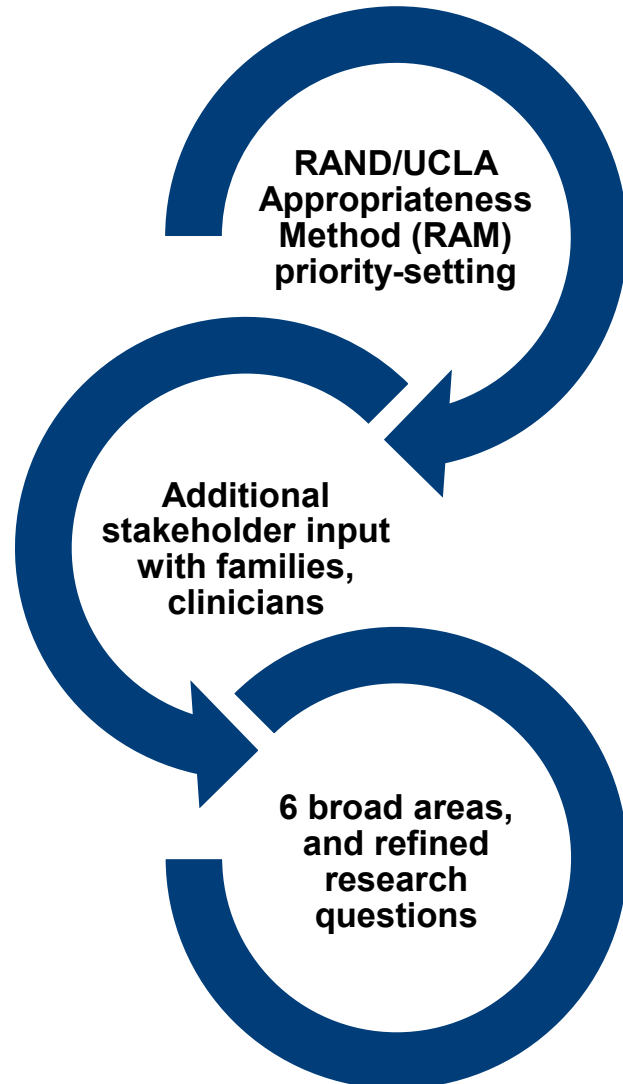 RAND/UCLA
Appropriateness
Method (RAM)
priority-setting
Additional
stakeholder input
with families,
clinicians
6 broad areas,
and refined
research
questions